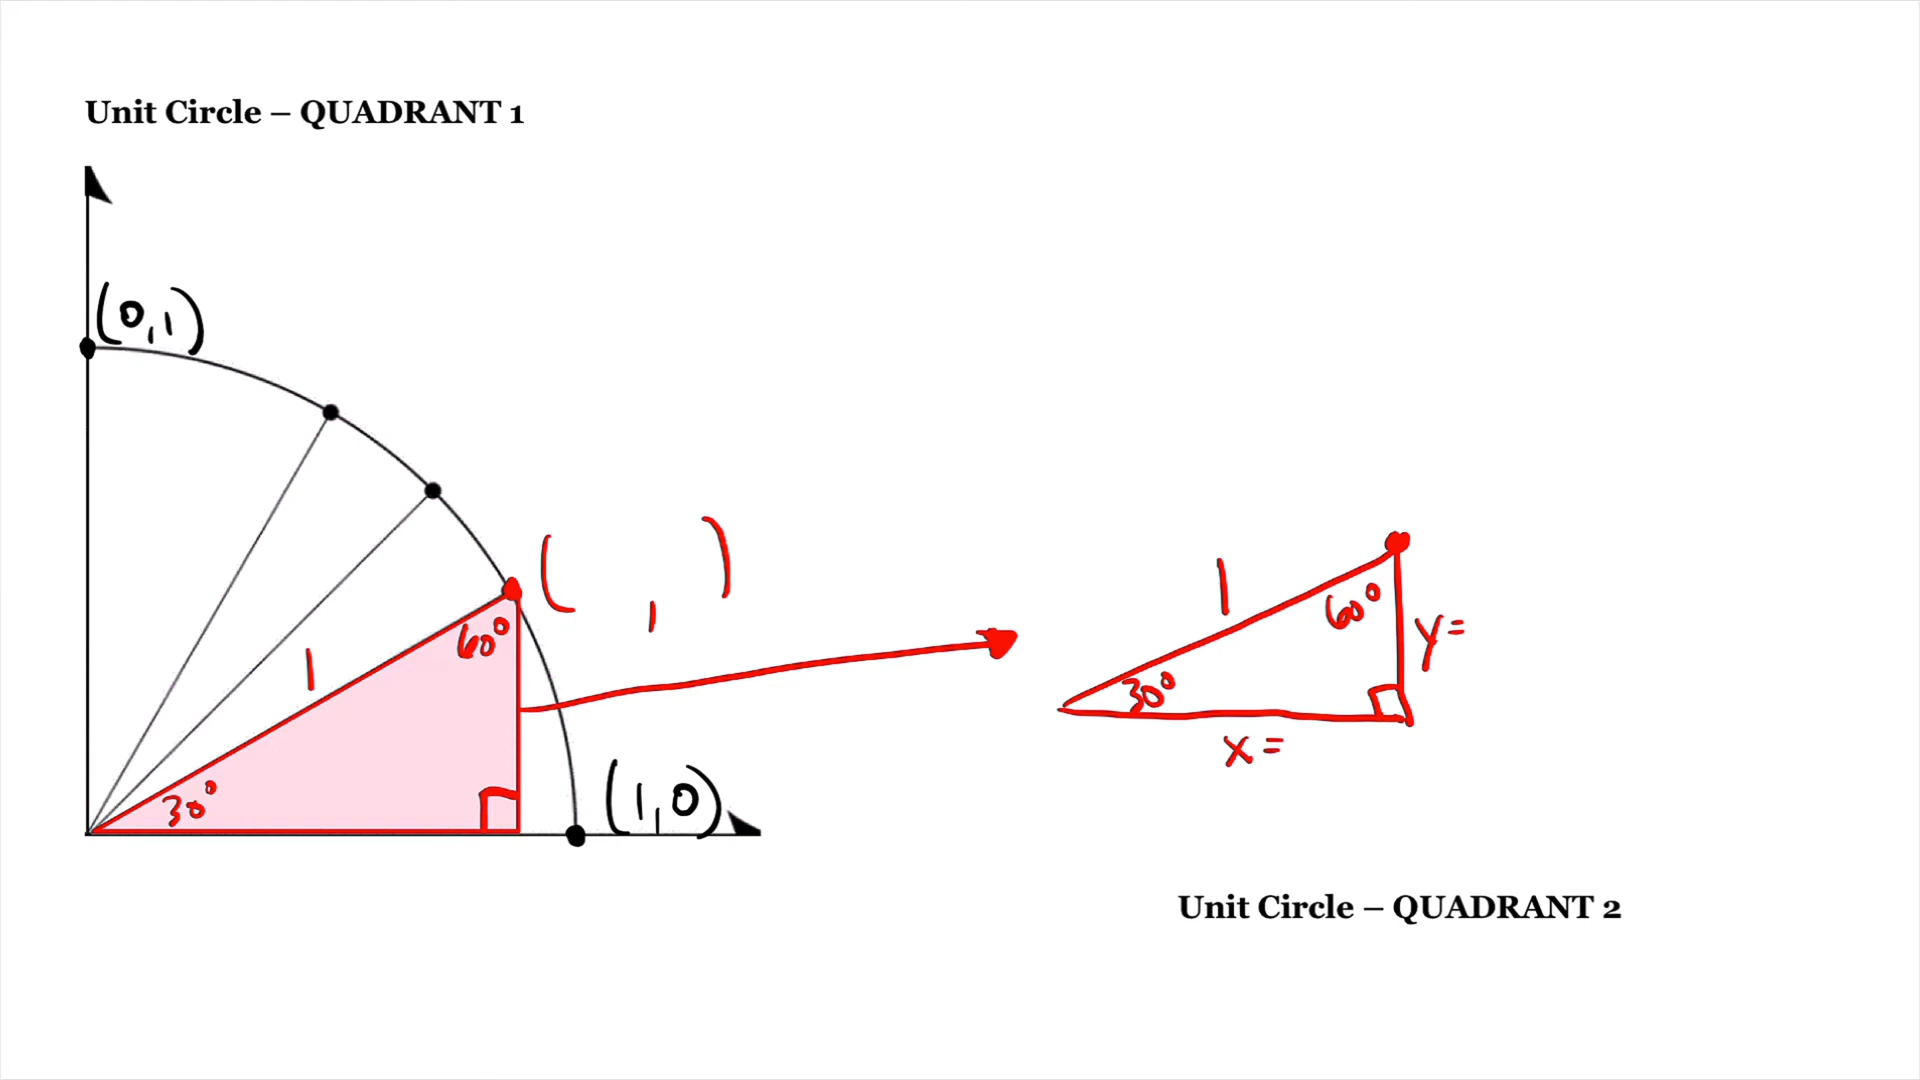 Unit Circle – QUADRANT 1
(0,1)
( , )
1
60°
30°
(1,0)
1
60°
y=
30°
x=
Unit Circle – QUADRANT 2